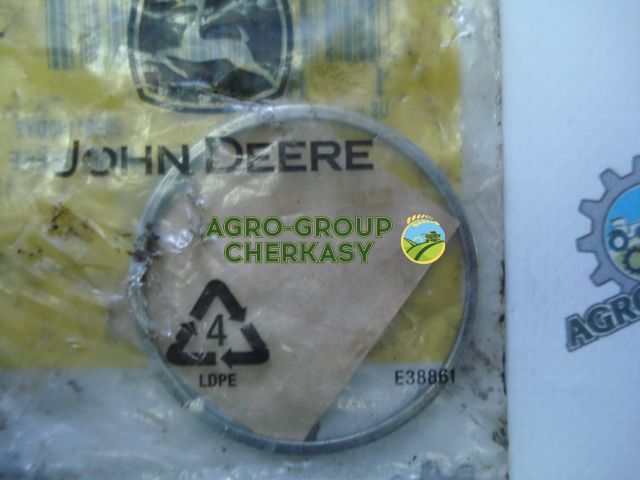 JOHN DEERE
AGRO-GROUP
CHERKASY
4
LDPE
E38861
AGRO